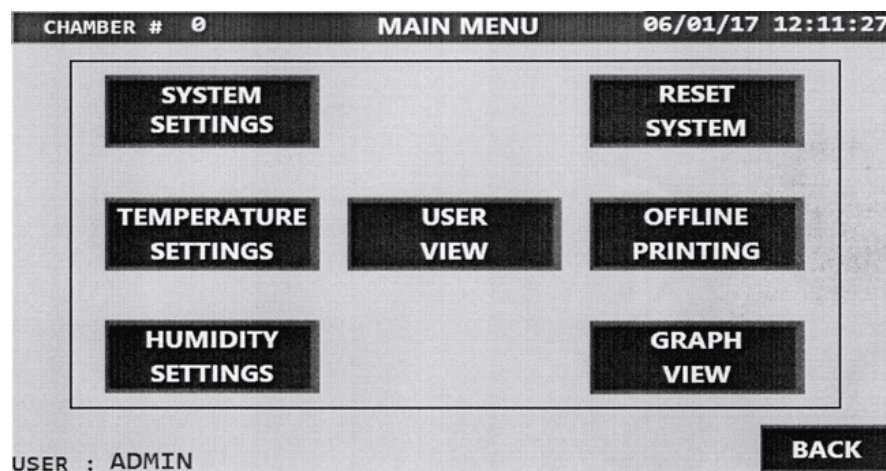 CHAMBER # 0 MAIN MENU 06/01/17 12:11:27
SYSTEM
SETTINGS
RESET
SYSTEM
TEMPERATURE
SETTINGS
USER
VIEW
OFFLINE
PRINTING
HUMIDITY
SETTINGS
GRAPH
VIEW
BACK
USER : ADMIN